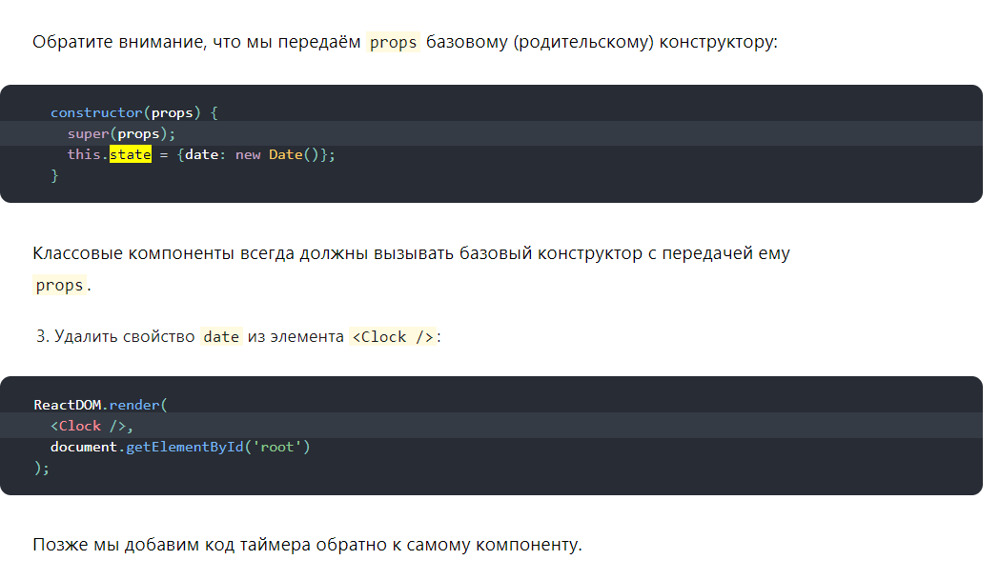 Обратите внимание, что мы передаём props базовому (родительскому) конструктору:
constructor(props) {
super(props);
this.state = {date: new Date()};
}
Классовые компоненты всегда должны вызывать базовый конструктор с передачей ему
props.
3. Удалить свойство date из элемента <Clock />:
ReactDOM.render(
<Clock />,
document.getElementById('root')
);
Позже мы добавим код таймера обратно к самому компоненту.